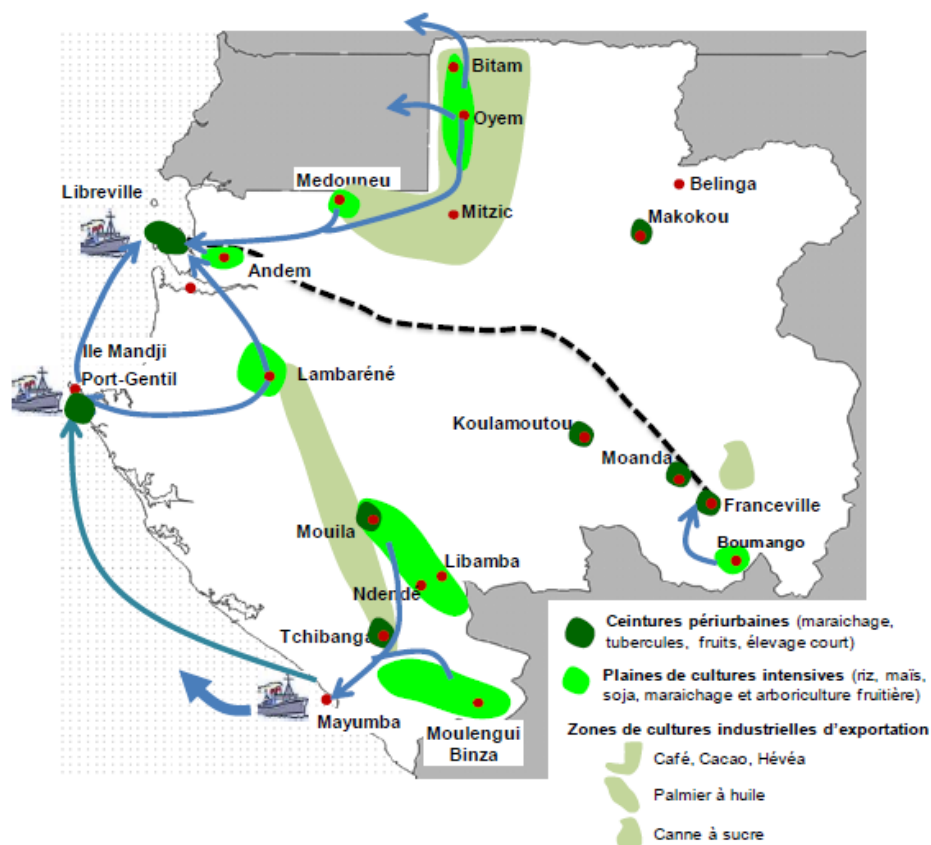 Bitam
Oyem
Medouneu
Belinga
Libreville
Mitzic
Makokou
Andem
Ile Mandji
Port-Gentil
Lambaréné
Koulamoutou
Moanda
Franceville
Mouila
Boumango
Libamba
Ndendé
Tchibanga
Mayumba
Moulengui
Binza
Ceintures périurbaines (maraichage,
tubercules, fruits, élevage court)
Plaines de cultures intensives (riz, maïs,
soja, maraichage et arboriculture fruitière)
Zones de cultures industrielles d'exportation
Café, Cacao, Hévéa
Palmier à huile
Canne à sucre